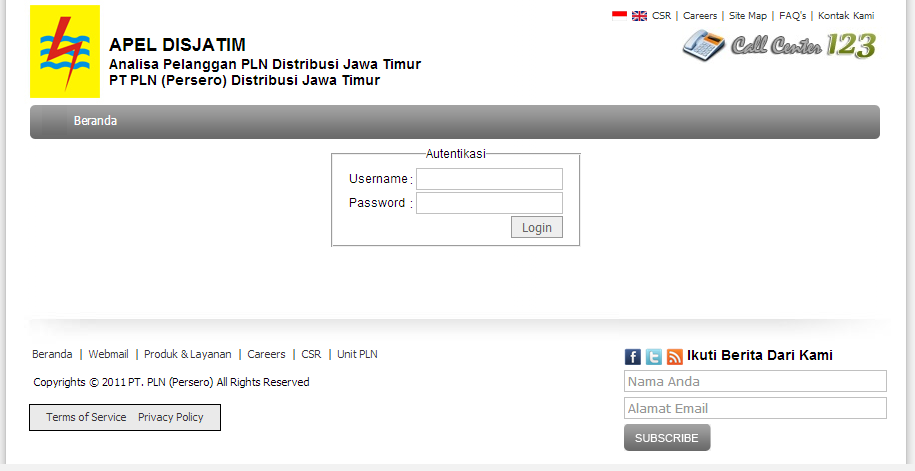 CSR | Careers | Site Map | FAQ's | Kontak Kami
Call Center 123
APEL DISJATIM
Analisa Pelanggan PLN Distribusi Jawa Timur
PT PLN (Persero) Distribusi Jawa Timur
Beranda
Autentikasi
Username :
Password :
Login
Beranda | Webmail | Produk & Layanan | Careers | CSR | Unit PLN
Copyrights © 2011 PT. PLN (Persero) All Rights Reserved
Terms of Service Privacy Policy
Ikuti Berita Dari Kami
Nama Anda
Alamat Email
SUBSCRIBE